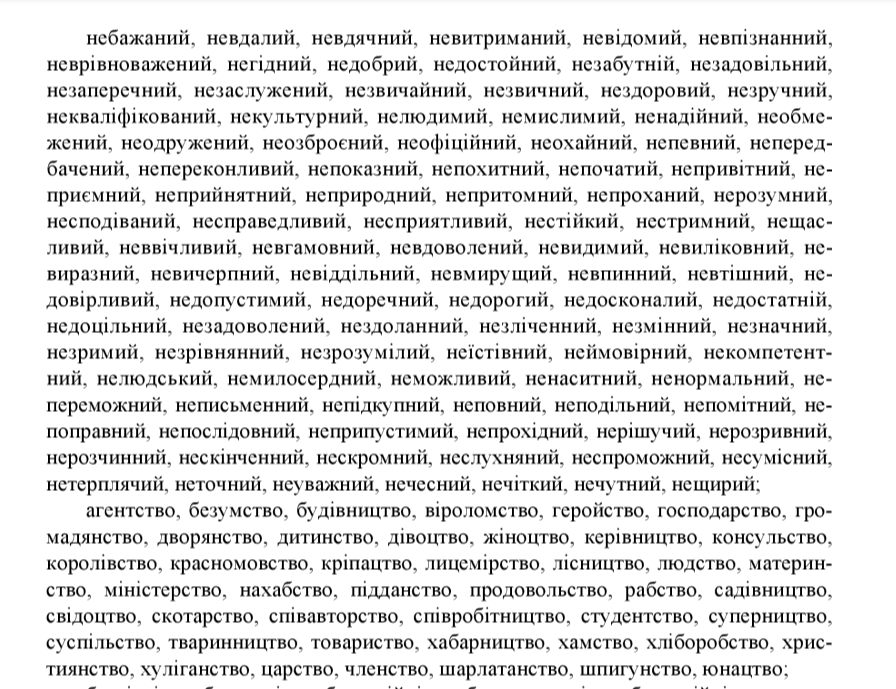 небажаний, невдалий, невдячний, невитриманий, невідомий, невпізнанний,
неврівноважений, негідний, недобрий, недостойний, незабутній, незадовільний,
незаперечний, незаслужений, незвичайний, незвичний, нездоровий, незручний,
некваліфікований, некультурний, нелюдимий, немислимий, ненадійний, необме-
жений, неодружений, неозброєний, неофіційний, неохайний, непевний, неперед-
бачений, непереконливий, непоказний, непохитний, непочатий, непривітний, не-
приємний, неприйнятний, неприродний, непритомний, непроханий, нерозумний,
несподіваний, несправедливий, несприятливий, нестійкий, нестримний, нещас-
ливий, неввічливий, невгамовний, невдоволений, невидимий, невиліковний, не-
виразний, невичерпний, невіддільний, невмирущий, невпинний, невтішний, не-
довірливий, недопустимий, недоречний, недорогий, недосконалий, недостатній,
недоцільний, незадоволений, нездоланний, незліченний, незмінний, незначний,
незримий, незрівнянний, незрозумілий, неїстівний, неймовірний, некомпетент-
ний, нелюдський, немилосердний, неможливий, ненаситний, ненормальний, не-
переможний, неписьменний, непідкупний, неповний, неподільний, непомітний, не-
поправний, непослідовний, неприпустимий, непрохідний, нерішучий, нерозривний,
нерозчинний, нескінченний, нескромний, неслухняний, неспроможний, несумісний,
нетерплячий, неточний, неуважний, нечесний, нечіткий, нечутний, нещирий;
агентство, безумство, будівництво, віроломство, геройство, господарство, гро-
мадянство, дворянство, дитинство, дівоцтво, жіноцтво, керівництво, консульство,
королівство, красномовство, кріпацтво, лицемірство, лісництво, людство, материн-
ство, міністерство, нахабство, підданство, продовольство, рабство, садівництво,
свідоцтво, скотарство, співавторство, співробітництво, студентство, суперництво,
суспільство, тваринництво, товариство, хабарництво, хамство, хліборобство, хрис-
тиянство, хуліганство, царство, членство, шарлатанство, шпигунство, юнацтво;